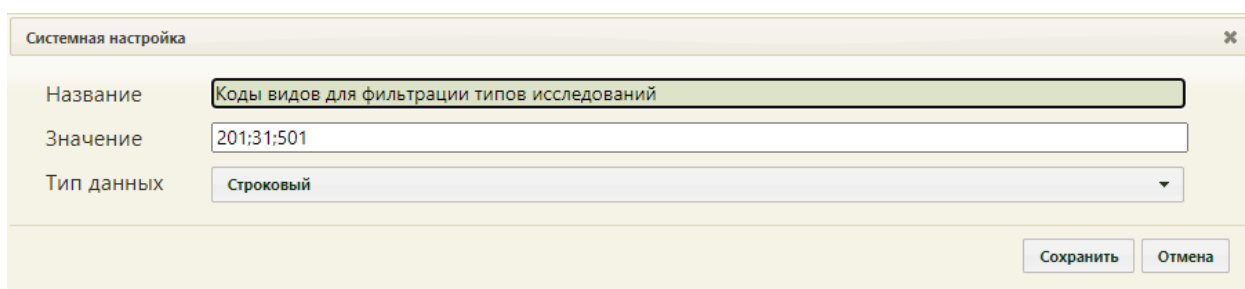 Системная настройка
Название Коды видов для фильтрации типов исследований
Значение 201;31;501
Тип данных Строковый
Сохранить Отмена